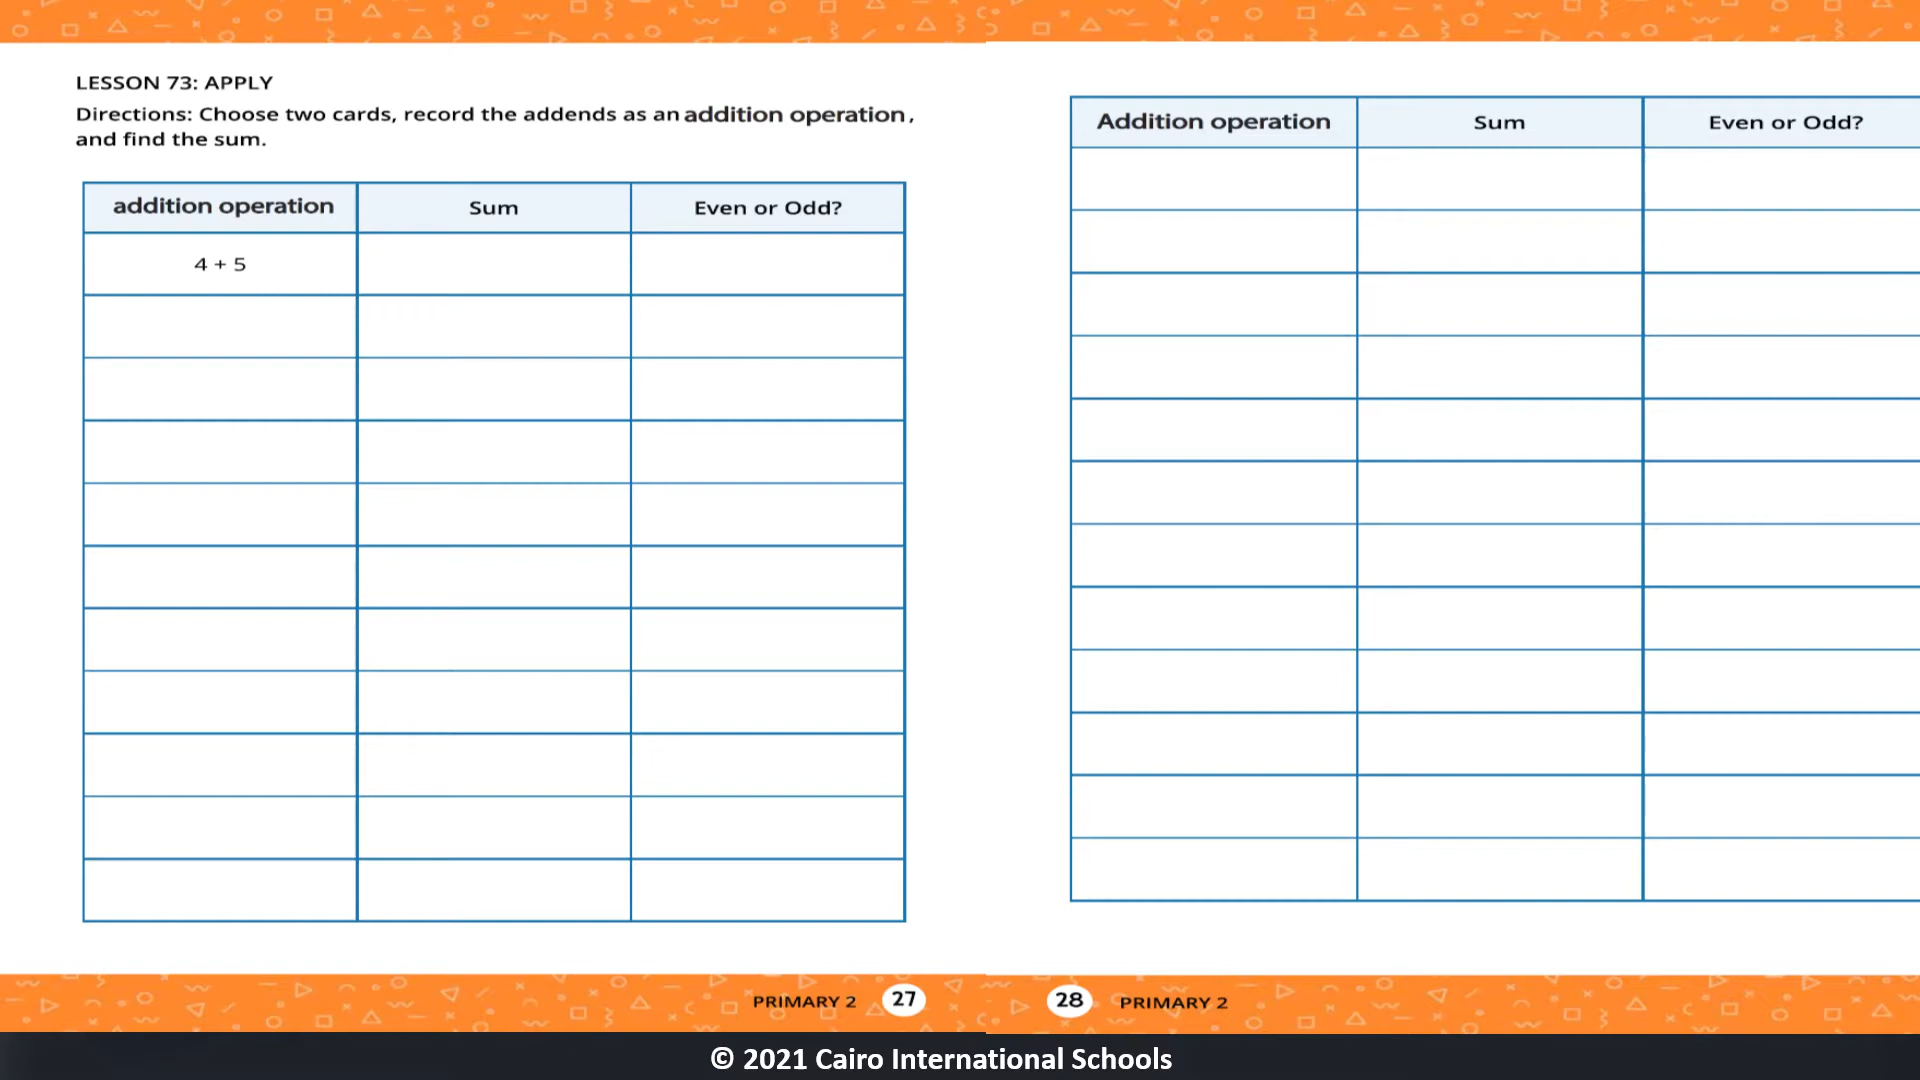 LESSON 73: APPLY
Directions: Choose two cards, record the addends as an addition operation,
and find the sum.
addition operation Sum Even or Odd?
4 + 5
PRIMARY 2 27
Addition operation Sum Even or Odd?
28 PRIMARY 2
© 2021 Cairo International Schools